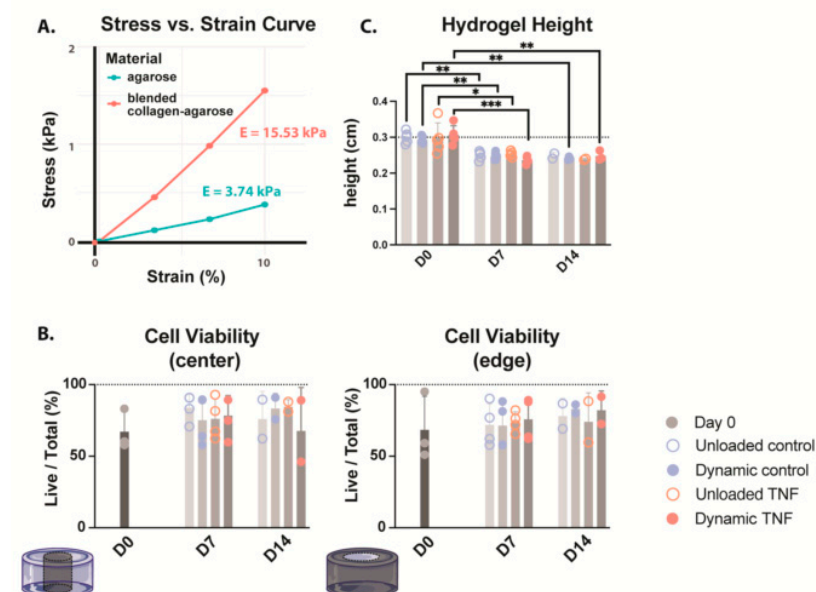 A.
Stress vs. Strain Curve
Stress (kPa)
2
1
0
Material
agarose
blended
collagen-agarose
E = 15.53 kPa
E = 3.74 kPa
0
10
Strain (%)
C.
Hydrogel Height
height (cm)
0.4
0.3
0.2
0.1
0.0
**
**
**
**
*
***
D0
D7
D14
B.
Cell Viability
(center)
Live / Total (%)
100
50
0
D0
D7
D14
Cell Viability
(edge)
Live / Total (%)
100
50
0
D0
D7
D14
Day 0
Unloaded control
Dynamic control
Unloaded TNF
Dynamic TNF